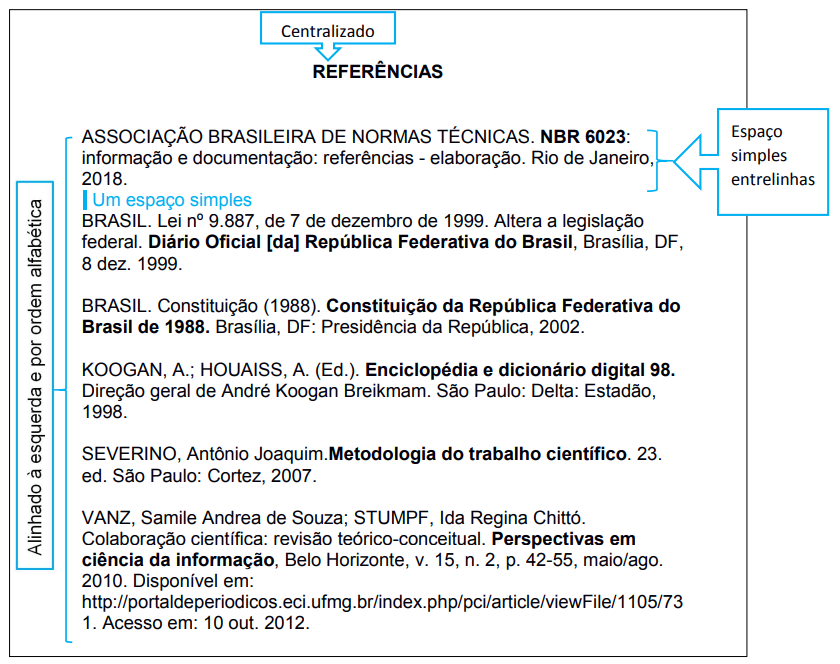 Centralizado
REFERÊNCIAS
ASSOCIAÇÃO BRASILEIRA DE NORMAS TÉCNICAS. NBR 6023:
informação e documentação: referências - elaboração. Rio de Janeiro,
2018.
Espaço
simples
entrelinhas
Um espaço simples
BRASIL. Lei nº 9.887, de 7 de dezembro de 1999. Altera a legislação
federal. Diário Oficial [da] República Federativa do Brasil, Brasília, DF,
8 dez. 1999.
BRASIL. Constituição (1988). Constituição da República Federativa do
Brasil de 1988. Brasília, DF: Presidência da República, 2002.
KOOGAN, A.; HOUAISS, A. (Ed.). Enciclopédia e dicionário digital 98.
Direção geral de André Koogan Breikmam. São Paulo: Delta: Estadão,
1998.
SEVERINO, Antônio Joaquim.Metodologia do trabalho científico. 23.
ed. São Paulo: Cortez, 2007.
VANZ, Samile Andrea de Souza; STUMPF, Ida Regina Chittó.
Colaboração científica: revisão teórico-conceitual. Perspectivas em
ciência da informação, Belo Horizonte, v. 15, n. 2, p. 42-55, maio/ago.
2010. Disponível em:
http://portaldeperiodicos.eci.ufmg.br/index.php/pci/article/viewFile/1105/73
1. Acesso em: 10 out. 2012.
Alinhado à esquerda e por ordem alfabética